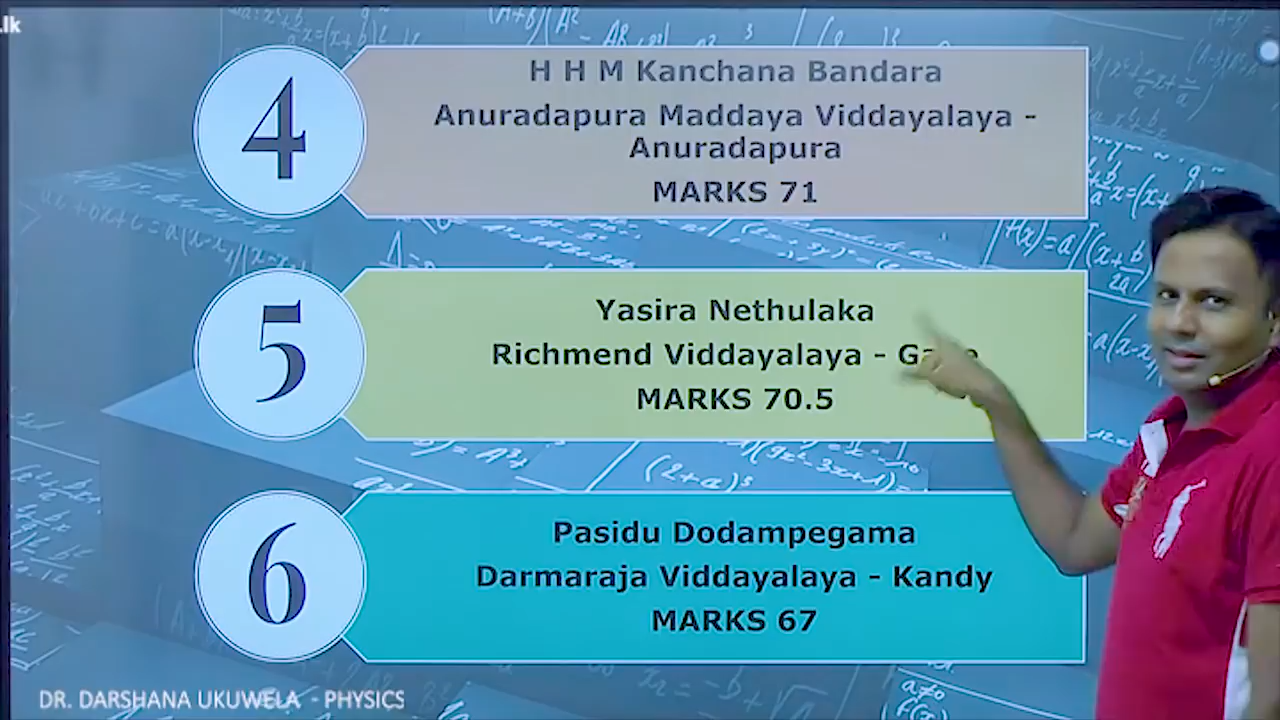 .lk
4
H H M Kanchana Bandara
Anuradapura Maddaya Viddayalaya -
Anuradapura
MARKS 71
5
Yasira Nethulaka
Richmend Viddayalaya -
MARKS 70.5
6
Pasidu Dodampegama
Darmaraja Viddayalaya - Kandy
MARKS 67
DR. DARSHANA UKUWELA - PHYSICS